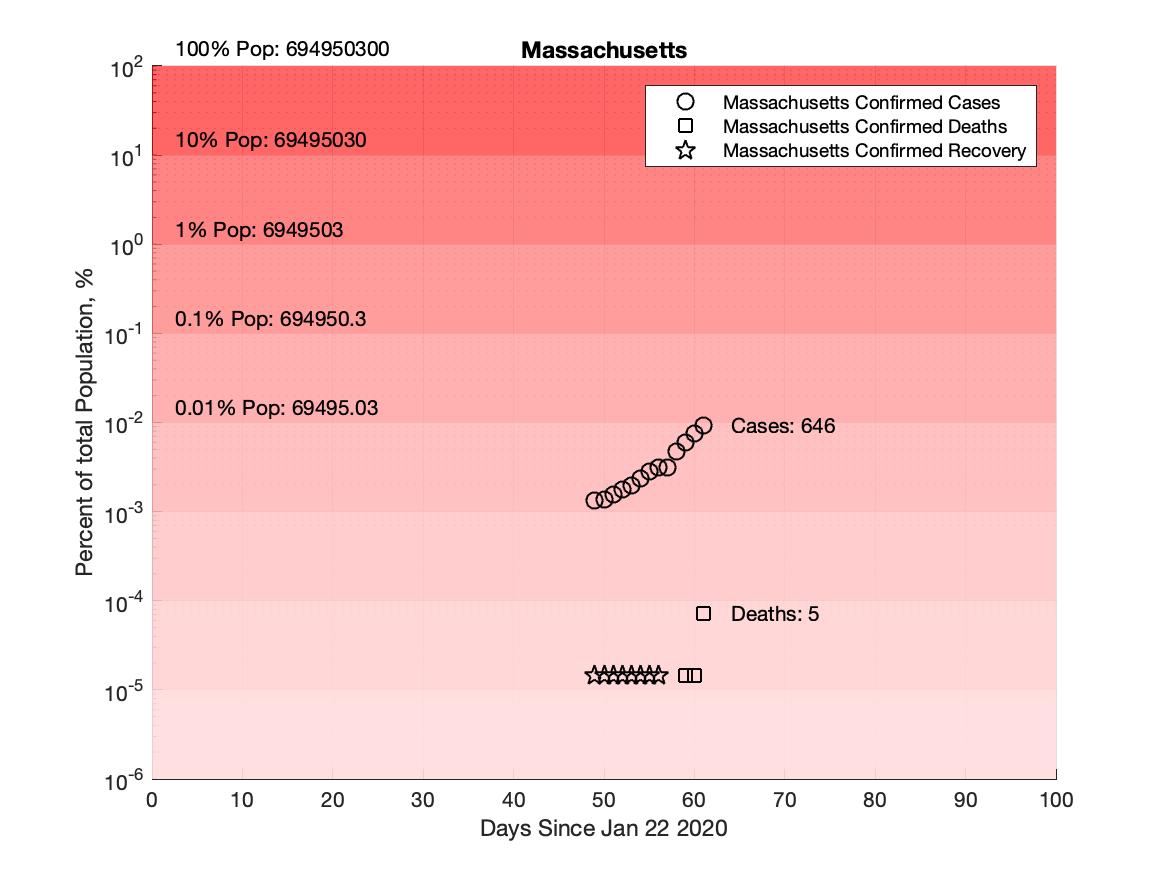 100% Pop: 694950300
Massachusetts
10^2
Massachusetts Confirmed Cases
Massachusetts Confirmed Deaths
Massachusetts Confirmed Recovery
10% Pop: 69495030
10^1
1% Pop: 6949503
10^0
0.1% Pop: 694950.3
10^-1
0.01% Pop: 69495.03
10^-2
Cases: 646
10^-3
10^-4
Deaths: 5
10^-5
10^-6
Percent of total Population, %
0 10 20 30 40 50 60 70 80 90 100
Days Since Jan 22 2020